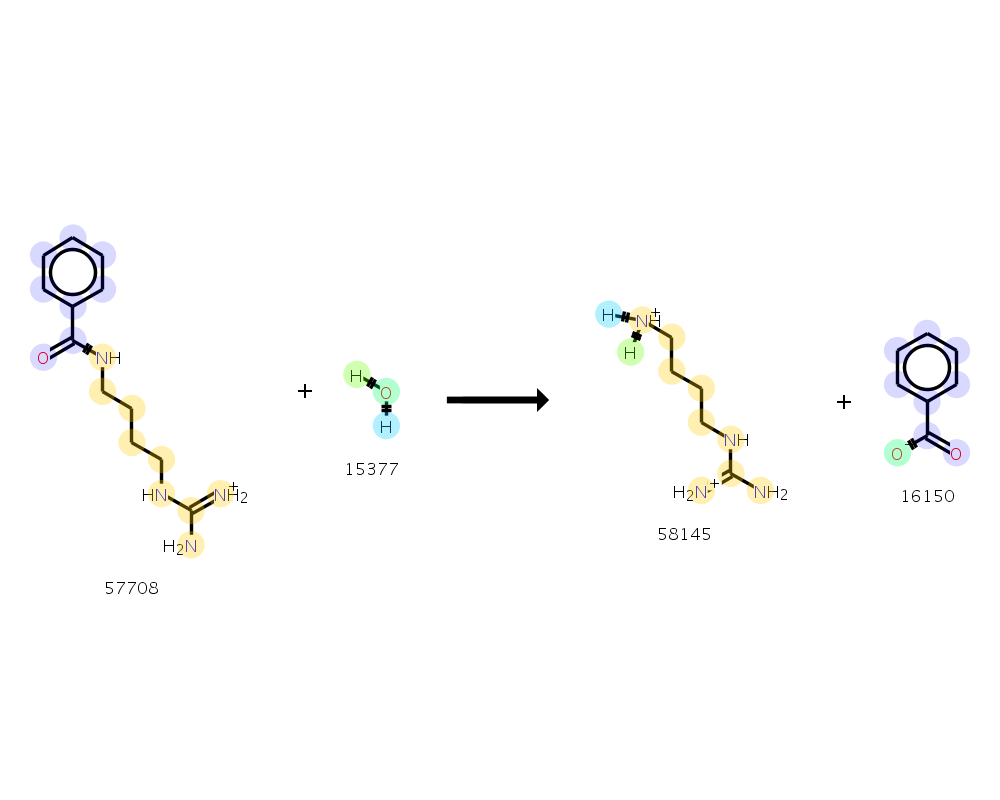 O
NH
HN
NH2+
H2N
57708
+
H
O
H
15377
H
NH+
H
NH
H2N+
NH2
58145
+
O-
O
16150